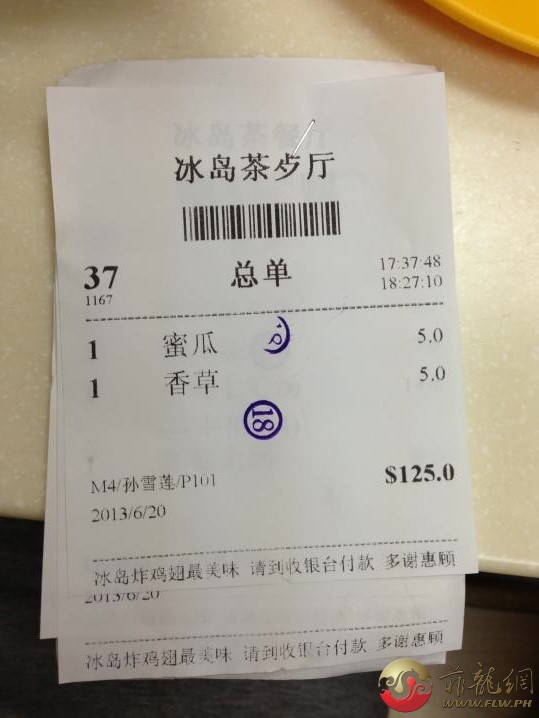 冰岛茶歺厅
37 总单 17:37:48
1167 18:27:10
1 蜜瓜 5.0
1 香草 5.0
18
M4/孙雪莲/P101 $125.0
2013/6/20
冰岛炸鸡翅最美味 请到收银台付款 多谢惠顾
2013/6/20
冰岛炸鸡翅最美味 请到收银台付款 多谢惠顾
菲龍網
WWW.FLW.PH